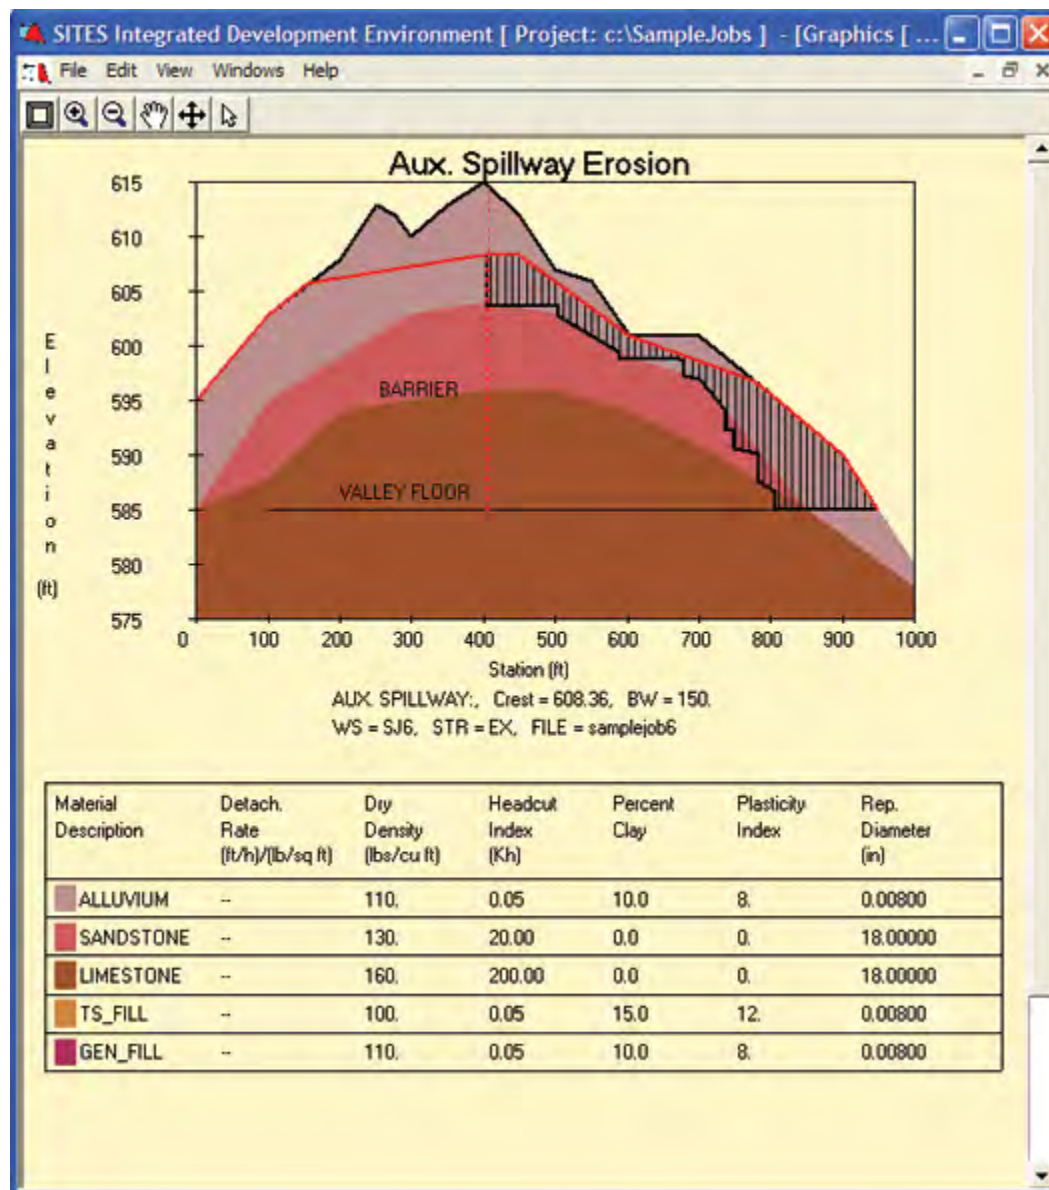 SITES Integrated Development Environment [ Project: c:\SampleJobs ] - [Graphics [ ...
File Edit View Windows Help
Aux. Spillway Erosion
Elevation (ft)
615
610
605
600
595
590
585
580
575
BARRIER
VALLEY FLOOR
0 100 200 300 400 500 600 700 800 900 1000
Station (ft)
AUX. SPILLWAY:, Crest = 608.36, BW = 150.
WS = SJ6, STR = EX, FILE = samplejob6
Material Detach. Dry Headcut Percent Plasticity Rep.
Description Rate Density Index Clay Index Diameter
(ft/h)/(lb/sq ft) (lbs/cu ft) (Kh) (in)
ALLUVIUM -- 110. 0.05 10.0 8. 0.00800
SANDSTONE -- 130. 20.00 0.0 0. 18.00000
LIMESTONE -- 160. 200.00 0.0 0. 18.00000
TS_FILL -- 100. 0.05 15.0 12. 0.00800
GEN_FILL -- 110. 0.05 10.0 8. 0.00800